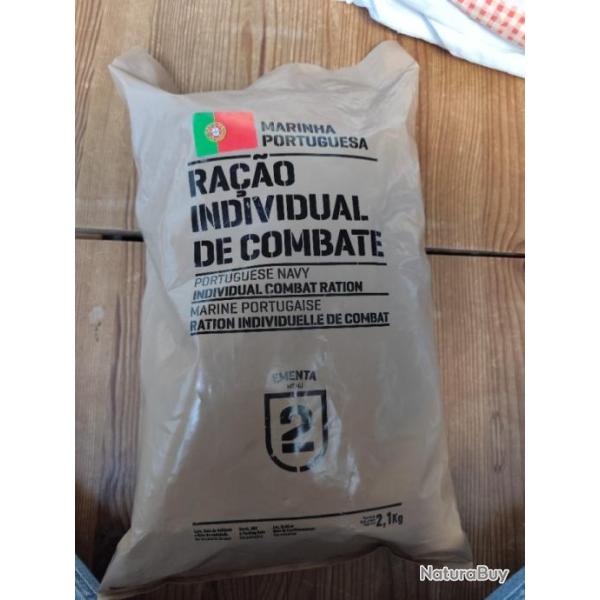 MARINHA
PORTUGUESA
RAÇÃO
INDIVIDUAL
DE COMBATE
PORTUGUESE NAVY
INDIVIDUAL COMBAT RATION
MARINE PORTUGAISE
RATION INDIVIDUELLE DE COMBAT
EMENTA
MENU
2
2,1Kg
NaturaBuy